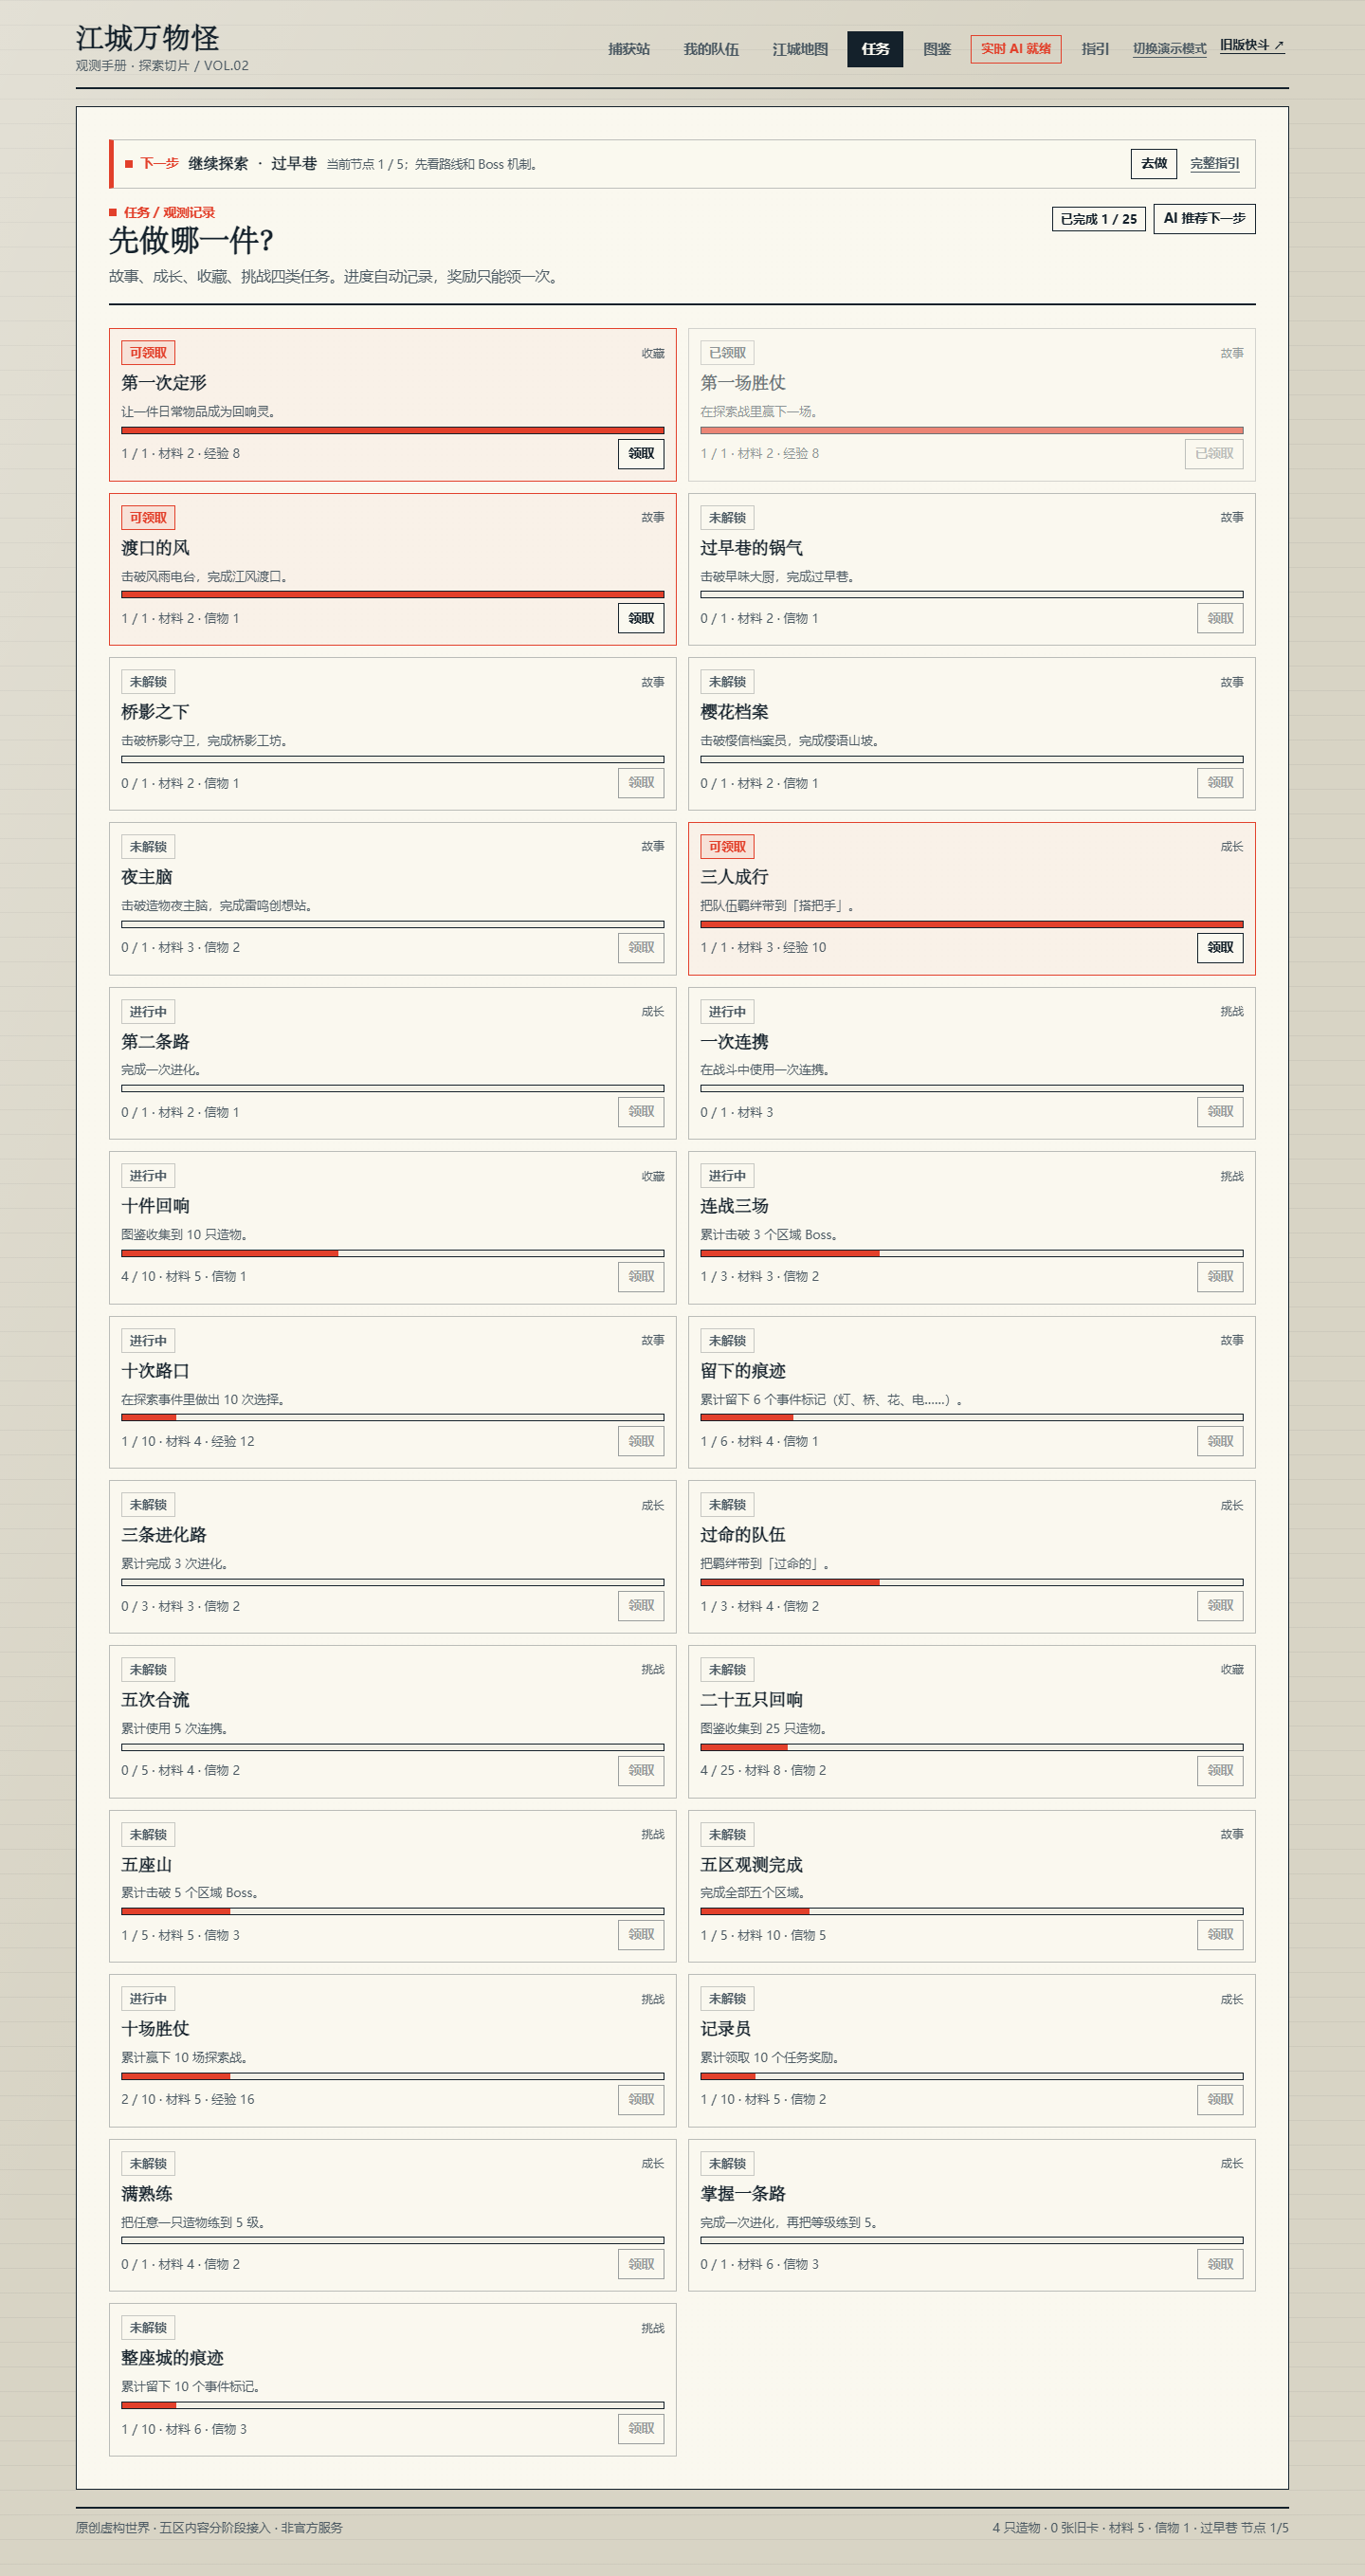 江城万物怪
观测手册 · 探索切片 / VOL.02
捕获站 我的队伍 江城地图 任务 图鉴 实时 AI 就绪 指引 切换演示模式 旧版快斗 ↗
下一步 继续探索 · 过早巷 当前节点 1 / 5；先看路线和 Boss 机制。 去做 完整指引
任务 / 观测记录
已完成 1 / 25 AI 推荐下一步
先做哪一件？
故事、成长、收藏、挑战四类任务。进度自动记录，奖励只能领一次。
可领取 收藏
第一次定形
让一件日常物品成为回响灵。
1 / 1 · 材料 2 · 经验 8 领取
已领取 故事
第一场胜仗
在探索战里赢下一场。
1 / 1 · 材料 2 · 经验 8 已领取
可领取 故事
渡口的风
击破风雨电台，完成江风渡口。
1 / 1 · 材料 2 · 信物 1 领取
未解锁 故事
过早巷的锅气
击破早味大厨，完成过早巷。
0 / 1 · 材料 2 · 信物 1 领取
未解锁 故事
桥影之下
击破桥影守卫，完成桥影工坊。
0 / 1 · 材料 2 · 信物 1 领取
未解锁 故事
樱花档案
击破樱信档案员，完成樱语山坡。
0 / 1 · 材料 2 · 信物 1 领取
未解锁 故事
夜主脑
击破造物夜主脑，完成雷鸣创想站。
0 / 1 · 材料 3 · 信物 2 领取
可领取 成长
三人成行
把队伍羁绊带到「搭把手」。
1 / 1 · 材料 3 · 经验 10 领取
进行中 成长
第二条路
完成一次进化。
0 / 1 · 材料 2 · 信物 1 领取
进行中 挑战
一次连携
在战斗中使用一次连携。
0 / 1 · 材料 3 领取
进行中 收藏
十件回响
图鉴收集到 10 只造物。
4 / 10 · 材料 5 · 信物 1 领取
进行中 挑战
连战三场
累计击破 3 个区域 Boss。
1 / 3 · 材料 3 · 信物 2 领取
进行中 故事
十次路口
在探索事件里做出 10 次选择。
1 / 10 · 材料 4 · 经验 12 领取
未解锁 故事
留下的痕迹
累计留下 6 个事件标记（灯、桥、花、电……）。
1 / 6 · 材料 4 · 信物 1 领取
未解锁 成长
三条进化路
累计完成 3 次进化。
0 / 3 · 材料 3 · 信物 2 领取
未解锁 成长
过命的队伍
把羁绊带到「过命的」。
1 / 3 · 材料 4 · 信物 2 领取
未解锁 挑战
五次合流
累计使用 5 次连携。
0 / 5 · 材料 4 · 信物 2 领取
未解锁 收藏
二十五只回响
图鉴收集到 25 只造物。
4 / 25 · 材料 8 · 信物 2 领取
未解锁 挑战
五座山
累计击破 5 个区域 Boss。
1 / 5 · 材料 5 · 信物 3 领取
未解锁 故事
五区观测完成
完成全部五个区域。
1 / 5 · 材料 10 · 信物 5 领取
进行中 挑战
十场胜仗
累计赢下 10 场探索战。
2 / 10 · 材料 5 · 经验 16 领取
未解锁 成长
记录员
累计领取 10 个任务奖励。
1 / 10 · 材料 5 · 信物 2 领取
未解锁 成长
满熟练
把任意一只造物练到 5 级。
0 / 1 · 材料 4 · 信物 2 领取
未解锁 成长
掌握一条路
完成一次进化，再把等级练到 5。
0 / 1 · 材料 6 · 信物 3 领取
未解锁 挑战
整座城的痕迹
累计留下 10 个事件标记。
1 / 10 · 材料 6 · 信物 3 领取
原创虚构世界 · 五区内容分阶段接入 · 非官方服务
4 只造物 · 0 张旧卡 · 材料 5 · 信物 1 · 过早巷 节点 1/5